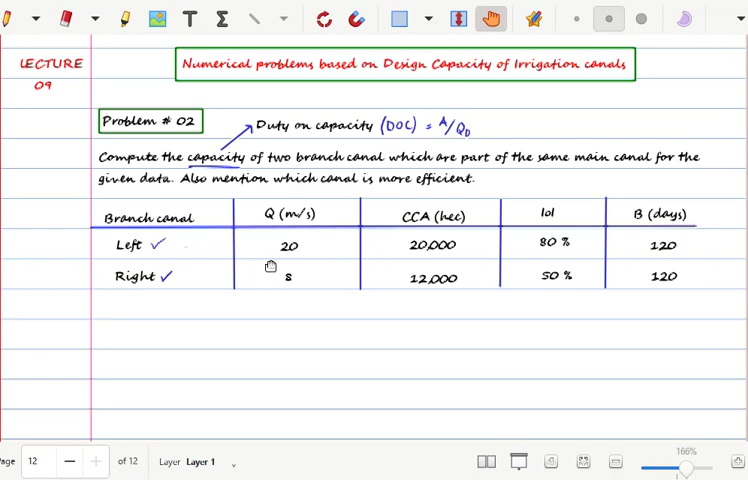 LECTURE
09
Numerical problems based on Design Capacity of Irrigation canals
Problem # 02
Duty on capacity (DOC) = A/QD
Compute the capacity of two branch canal which are part of the same main canal for the
given data. Also mention which canal is more efficient.
Branch canal Q (m/s) CCA (hec) IOI B (days)
Left ✓ 20 20,000 80 % 120
Right ✓ 8 12,000 50 % 120
Page 12 of 12 Layer Layer 1 166%